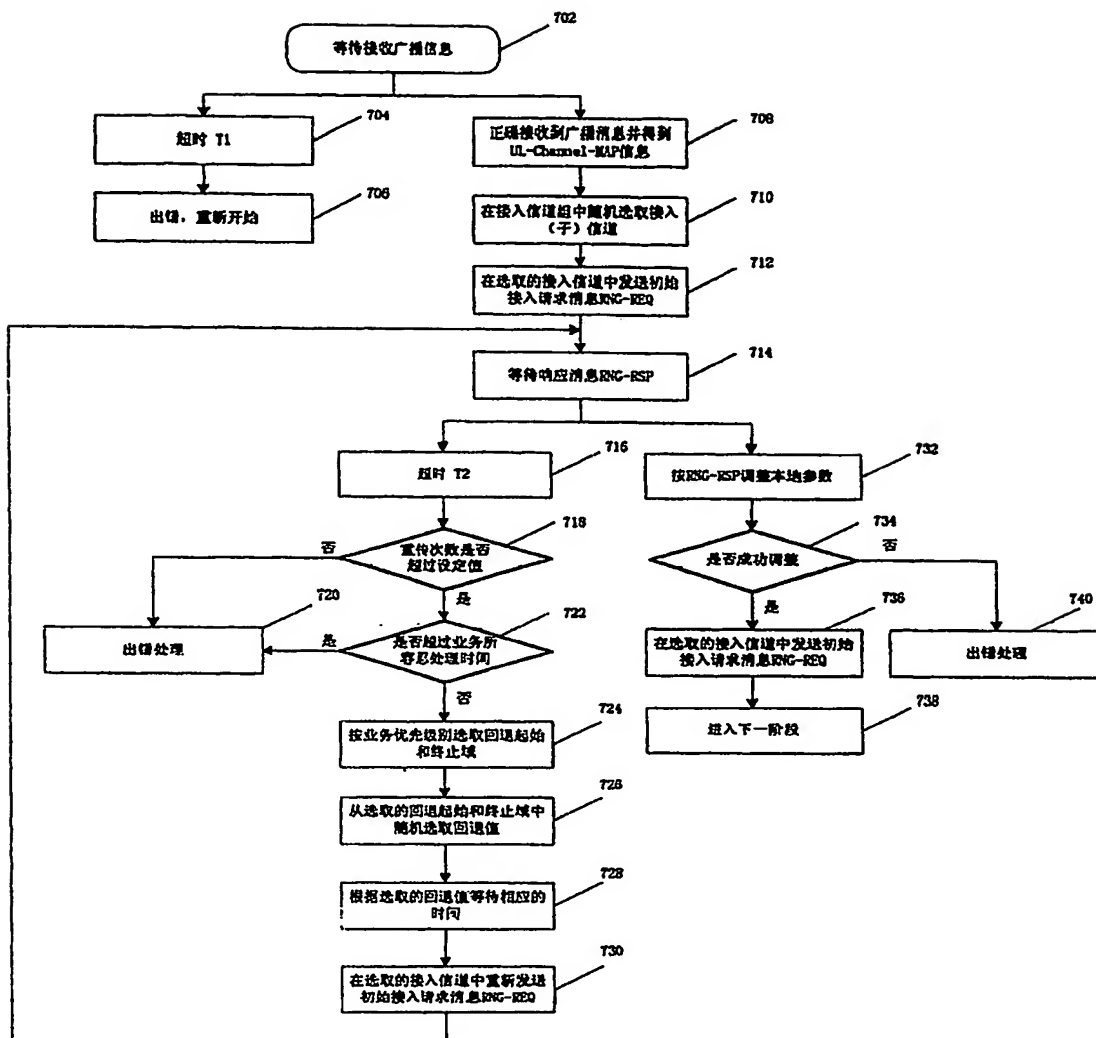 702
等待接收广播信息
704
超时 T1
706
出错，重新开始
708
正确接收到广播消息并得到
UL-Channel-MAP信息
710
在接入信道组中随机选取接入
（子）信道
712
在选取的接入信道中发送初始
接入请求消息RNG-REQ
714
等待响应消息RNG-RSP
716
超时 T2
718
重传次数是否
超过设定值
否
是
720
出错处理
722
是否超过业务所
容忍处理时间
是
否
724
按业务优先级别选取回退起始
和终止域
726
从选取的回退起始和终止域中
随机选取回退值
728
根据选取的回退值等待相应的
时间
730
在选取的接入信道中重新发送
初始接入请求消息RNG-REQ
732
按RNG-RSP调整本地参数
734
是否成功调整
否
是
736
在选取的接入信道中发送初始
接入请求消息RNG-REQ
738
进入下一阶段
740
出错处理